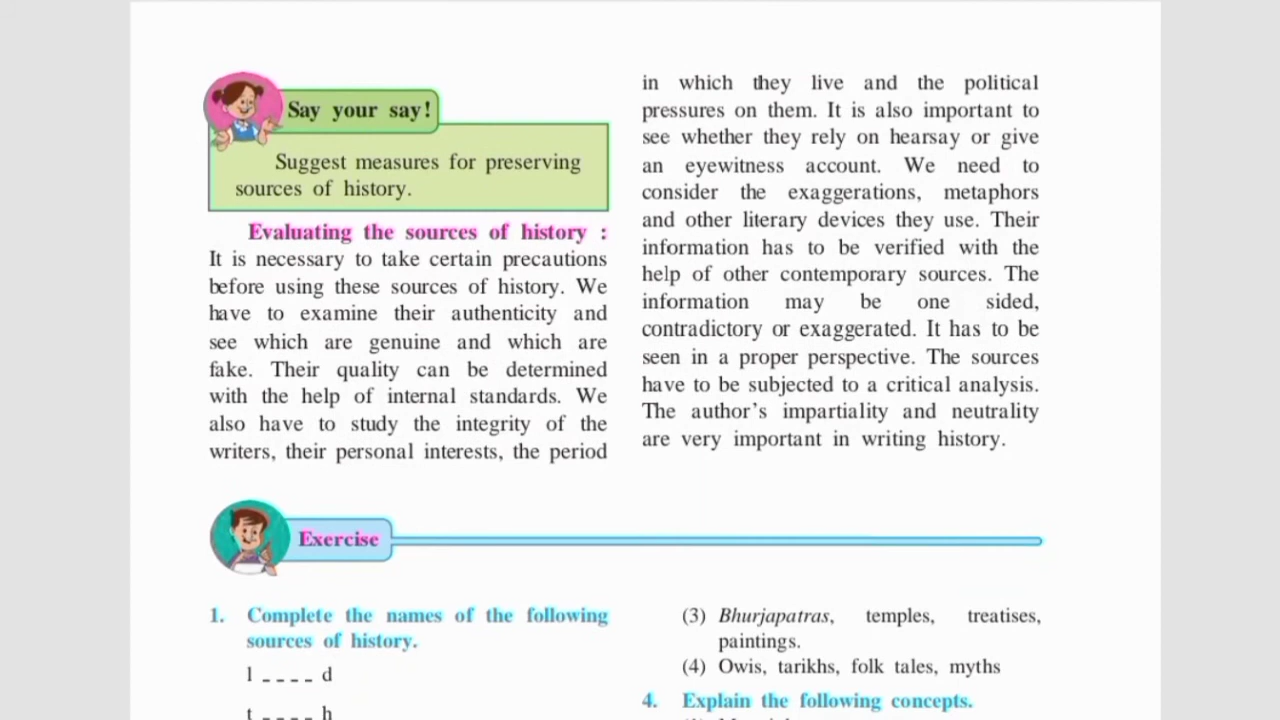 Say your say!
Suggest measures for preserving
sources of history.
Evaluating the sources of history :
It is necessary to take certain precautions
before using these sources of history. We
have to examine their authenticity and
see which are genuine and which are
fake. Their quality can be determined
with the help of internal standards. We
also have to study the integrity of the
writers, their personal interests, the period
in which they live and the political
pressures on them. It is also important to
see whether they rely on hearsay or give
an eyewitness account. We need to
consider the exaggerations, metaphors
and other literary devices they use. Their
information has to be verified with the
help of other contemporary sources. The
information may be one sided,
contradictory or exaggerated. It has to be
seen in a proper perspective. The sources
have to be subjected to a critical analysis.
The author's impartiality and neutrality
are very important in writing history.
Exercise
1. Complete the names of the following
sources of history.
l _ _ _ _ d
t _ _ _ _ h
(3) Bhurjapatras, temples, treatises,
paintings.
(4) Owis, tarikhs, folk tales, myths
4. Explain the following concepts.